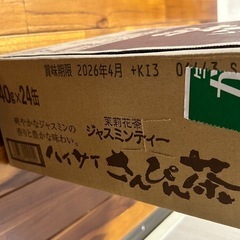 賞味期限 2026年4月 +K13
40g×24缶
爽やかなジャスミンの
香りと豊かな味わい。
茉莉花茶
ジャスミンティー
ハイサイ
さんぴん茶